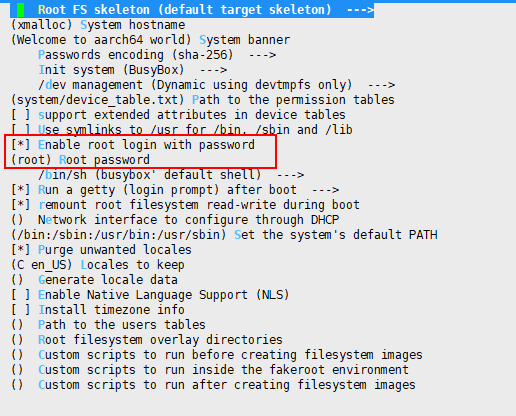 Root FS skeleton (default target skeleton)  --->
(xmalloc) System hostname
(Welcome to aarch64 world) System banner
Passwords encoding (sha-256)  --->
Init system (BusyBox)  --->
/dev management (Dynamic using devtmpfs only)  --->
(system/device_table.txt) Path to the permission tables
[ ] support extended attributes in device tables
[ ] Use symlinks to /usr for /bin, /sbin and /lib
[*] Enable root login with password
(root) Root password
/bin/sh (busybox' default shell)  --->
[*] Run a getty (login prompt) after boot  --->
[*] remount root filesystem read-write during boot
()  Network interface to configure through DHCP
(/bin:/sbin:/usr/bin:/usr/sbin) Set the system's default PATH
[*] Purge unwanted locales
(C en_US) Locales to keep
()  Generate locale data
[ ] Enable Native Language Support (NLS)
[ ] Install timezone info
()  Path to the users tables
()  Root filesystem overlay directories
()  Custom scripts to run before creating filesystem images
()  Custom scripts to run inside the fakeroot environment
()  Custom scripts to run after creating filesystem images